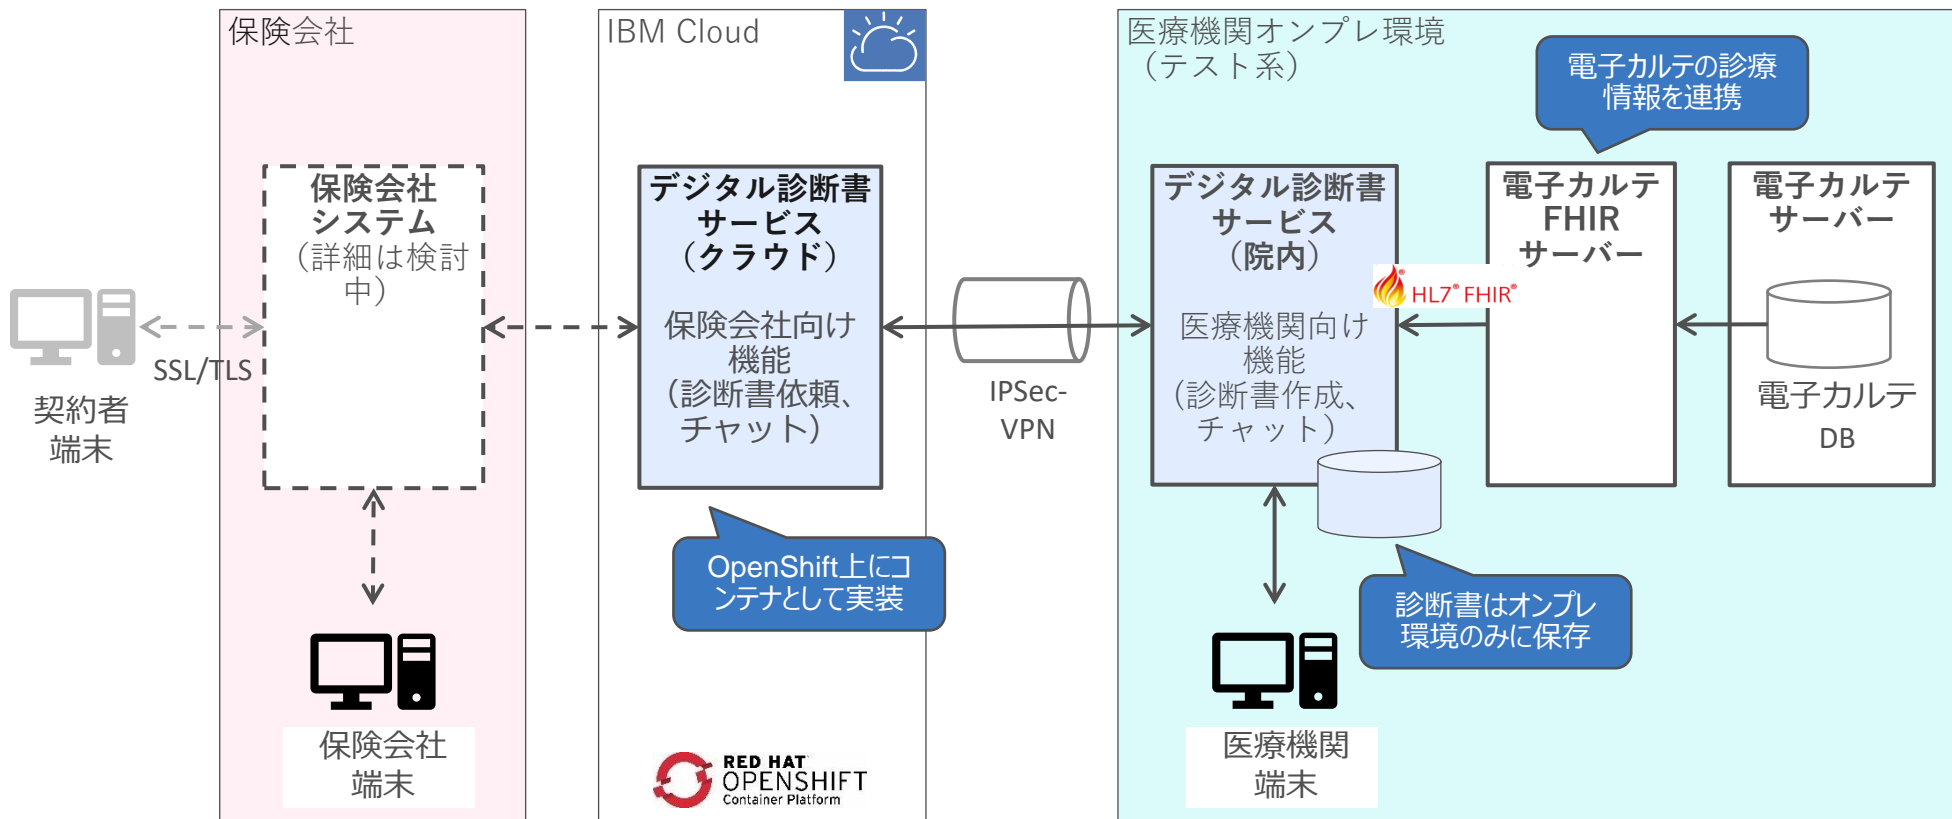 保険会社
IBM Cloud
医療機関オンプレ環境
（テスト系）
電子カルテの診療
情報を連携
保険会社
システム
（詳細は検討
中）
デジタル診断書
サービス
（クラウド）
保険会社向け
機能
（診断書依頼、
チャット）
デジタル診断書
サービス
（院内）
医療機関向け
機能
（診断書作成、
チャット）
電子カルテ
FHIR
サーバー
電子カルテ
サーバー
HL7® FHIR®
SSL/TLS
契約者
端末
IPSec-
VPN
電子カルテ
DB
OpenShift上にコ
ンテナとして実装
診断書はオンプレ
環境のみに保存
保険会社
端末
RED HAT
OPENSHIFT
Container Platform
医療機関
端末